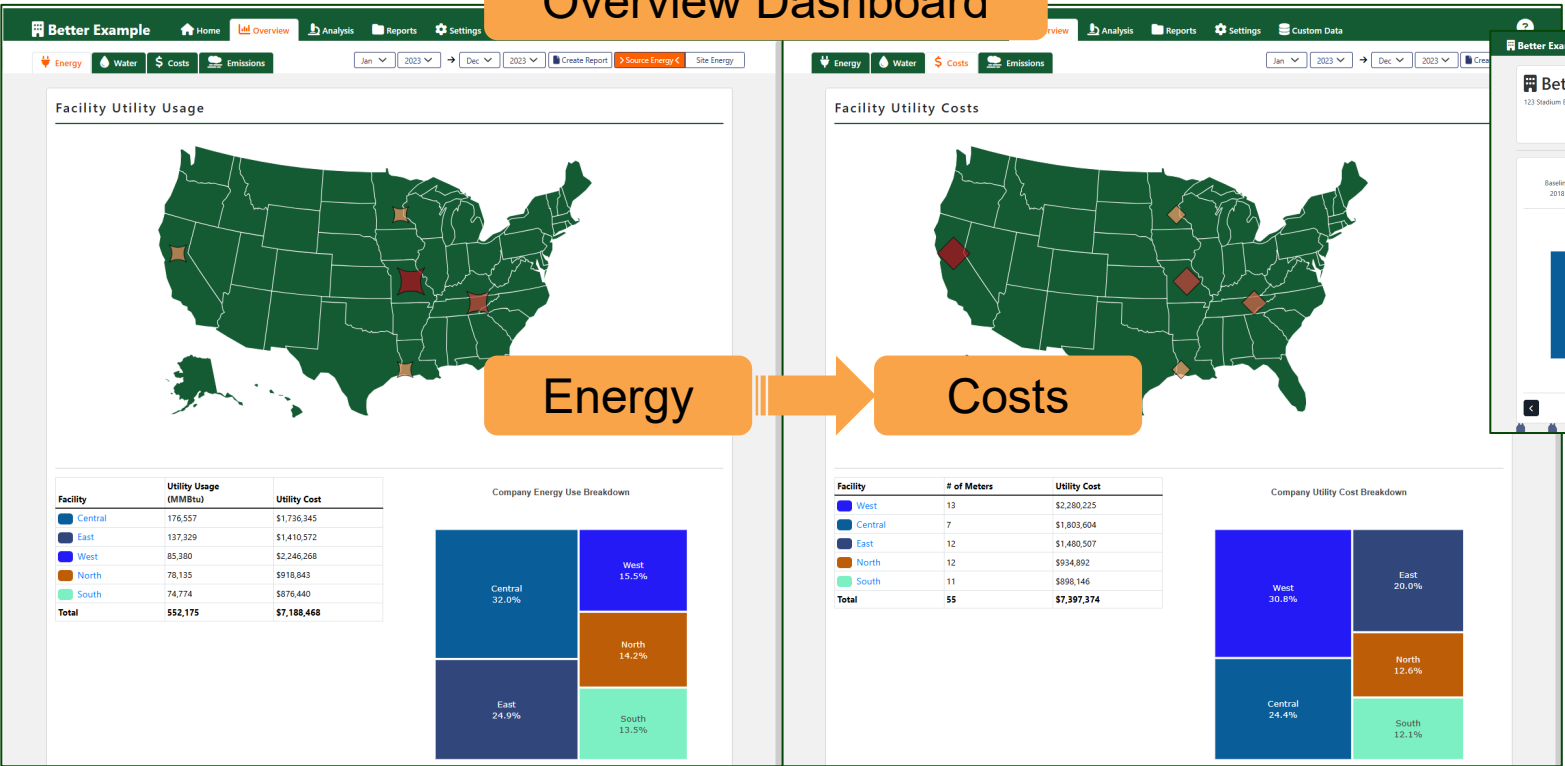 Overview Dashboard
Better Example Home Overview Analysis Reports Settings
Energy Water $ Costs Emissions Jan 2023 → Dec 2023 Create Report >Source Energy< Site Energy
Facility Utility Usage
Facility Utility Usage (MMBtu) Utility Cost
Central 176,557 $1,736,345
East 137,329 $1,410,572
West 85,380 $2,246,268
North 78,135 $918,843
South 74,774 $876,440
Total 552,175 $7,188,468
Company Energy Use Breakdown
Central
32.0%
West
15.5%
North
14.2%
East
24.9%
South
13.5%
Energy
Costs
Analysis Reports Settings Custom Data ?
Energy Water $ Costs Emissions Jan 2023 → Dec 2023
Facility Utility Costs
Facility # of Meters Utility Cost
West 13 $2,280,225
Central 7 $1,803,604
East 12 $1,480,507
North 12 $934,892
South 11 $898,146
Total 55 $7,397,374
Company Utility Cost Breakdown
West
30.8%
East
20.0%
North
12.6%
Central
24.4%
South
12.1%
Better
123 Stadium
2018